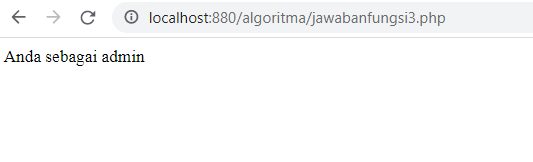 localhost:880/algoritma/jawabanfungsi3.php
Anda sebagai admin